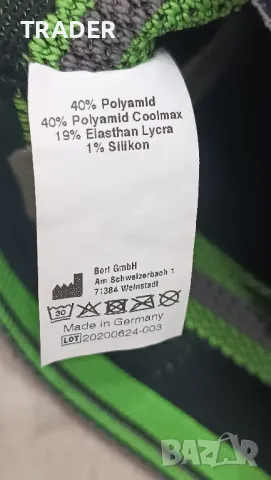 TRADER
40% Polyamid
40% Polyamid Coolmax
19% Elasthan Lycra
1% Silikon
Bort GmbH
Am Schweizerbach 1
71384 Weinstadt
30
Made in Germany
LOT 20200624-003
BAZAR